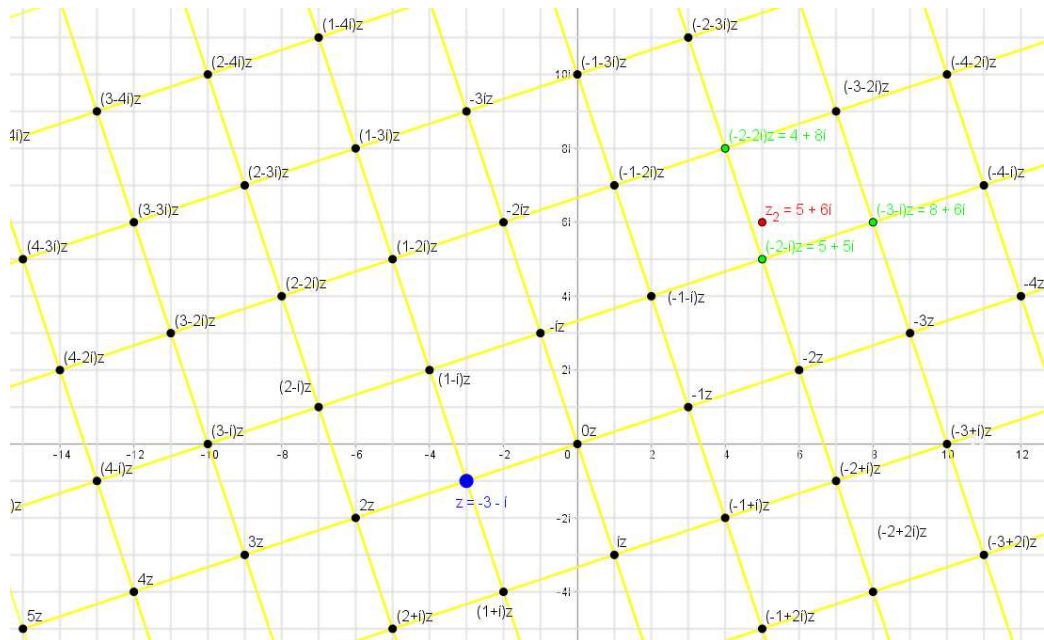 (1-4i)z
(-2-3i)z
(2-4i)z
10i
(-1-3i)z
(-4-2i)z
(3-4i)z
-3iz
(-3-2i)z
4i)z
(1-3i)z
8i
(-2-2i)z = 4 + 8i
(2-3i)z
(-1-2i)z
(-4-i)z
(3-3i)z
-2iz
6i
z₂ = 5 + 6i
(-3-i)z = 8 + 6i
(4-3i)z
(1-2i)z
(-2-i)z = 5 + 5i
(2-2i)z
4i
(-1-i)z
-4z
(3-2i)z
-iz
-3z
(4-2i)z
(1-i)z
2i
-2z
(2-i)z
-1z
(3-i)z
0z
(-3+i)z
-14 -12 -10 -8 -6 -4 -2 0 2 4 6 8 10 12
(4-i)z
(-2+i)z
)z
2z
z = -3 - i
-2i
(-1+i)z
(-2+2i)z
3z
iz
(-3+2i)z
4z
-4i
5z
(2+i)z
(1+i)z
(-1+2i)z